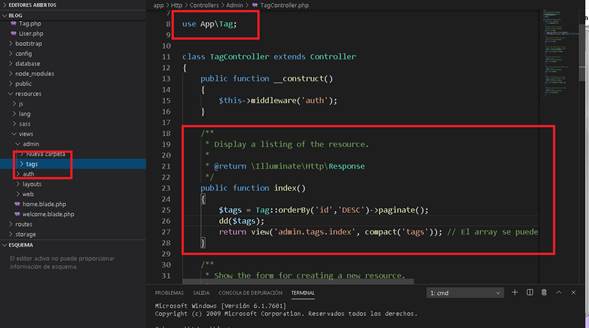 EDITORES ABIERTOS
BLOG
Tag.php
User.php
bootstrap
config
database
node_modules
public
resources
js
lang
sass
views
admin
Nueva carpeta
tags
auth
layouts
web
home.blade.php
welcome.blade.php
routes
storage
ESQUEMA
El editor activo no puede proporcionar
información de esquema.
app > Http > Controllers > Admin > TagController.php
7
8 use App\Tag;
9
10
11 class TagController extends Controller
12 {
13 public function __construct()
14 {
15 $this->middleware('auth');
16 }
17
18 /**
19 * Display a listing of the resource.
20 *
21 * @return \Illuminate\Http\Response
22 */
23 public function index()
24 {
25 $tags = Tag::orderBy('id','DESC')->paginate();
26 dd($tags);
27 return view('admin.tags.index', compact('tags')); // El array se puede
28 }
29
30 /**
31 * Show the form for creating a new resource.
PROBLEMAS SALIDA CONSOLA DE DEPURACIÓN TERMINAL 1: cmd
Microsoft Windows [Versión 6.1.7601]
Copyright (c) 2009 Microsoft Corporation. Reservados todos los derechos.